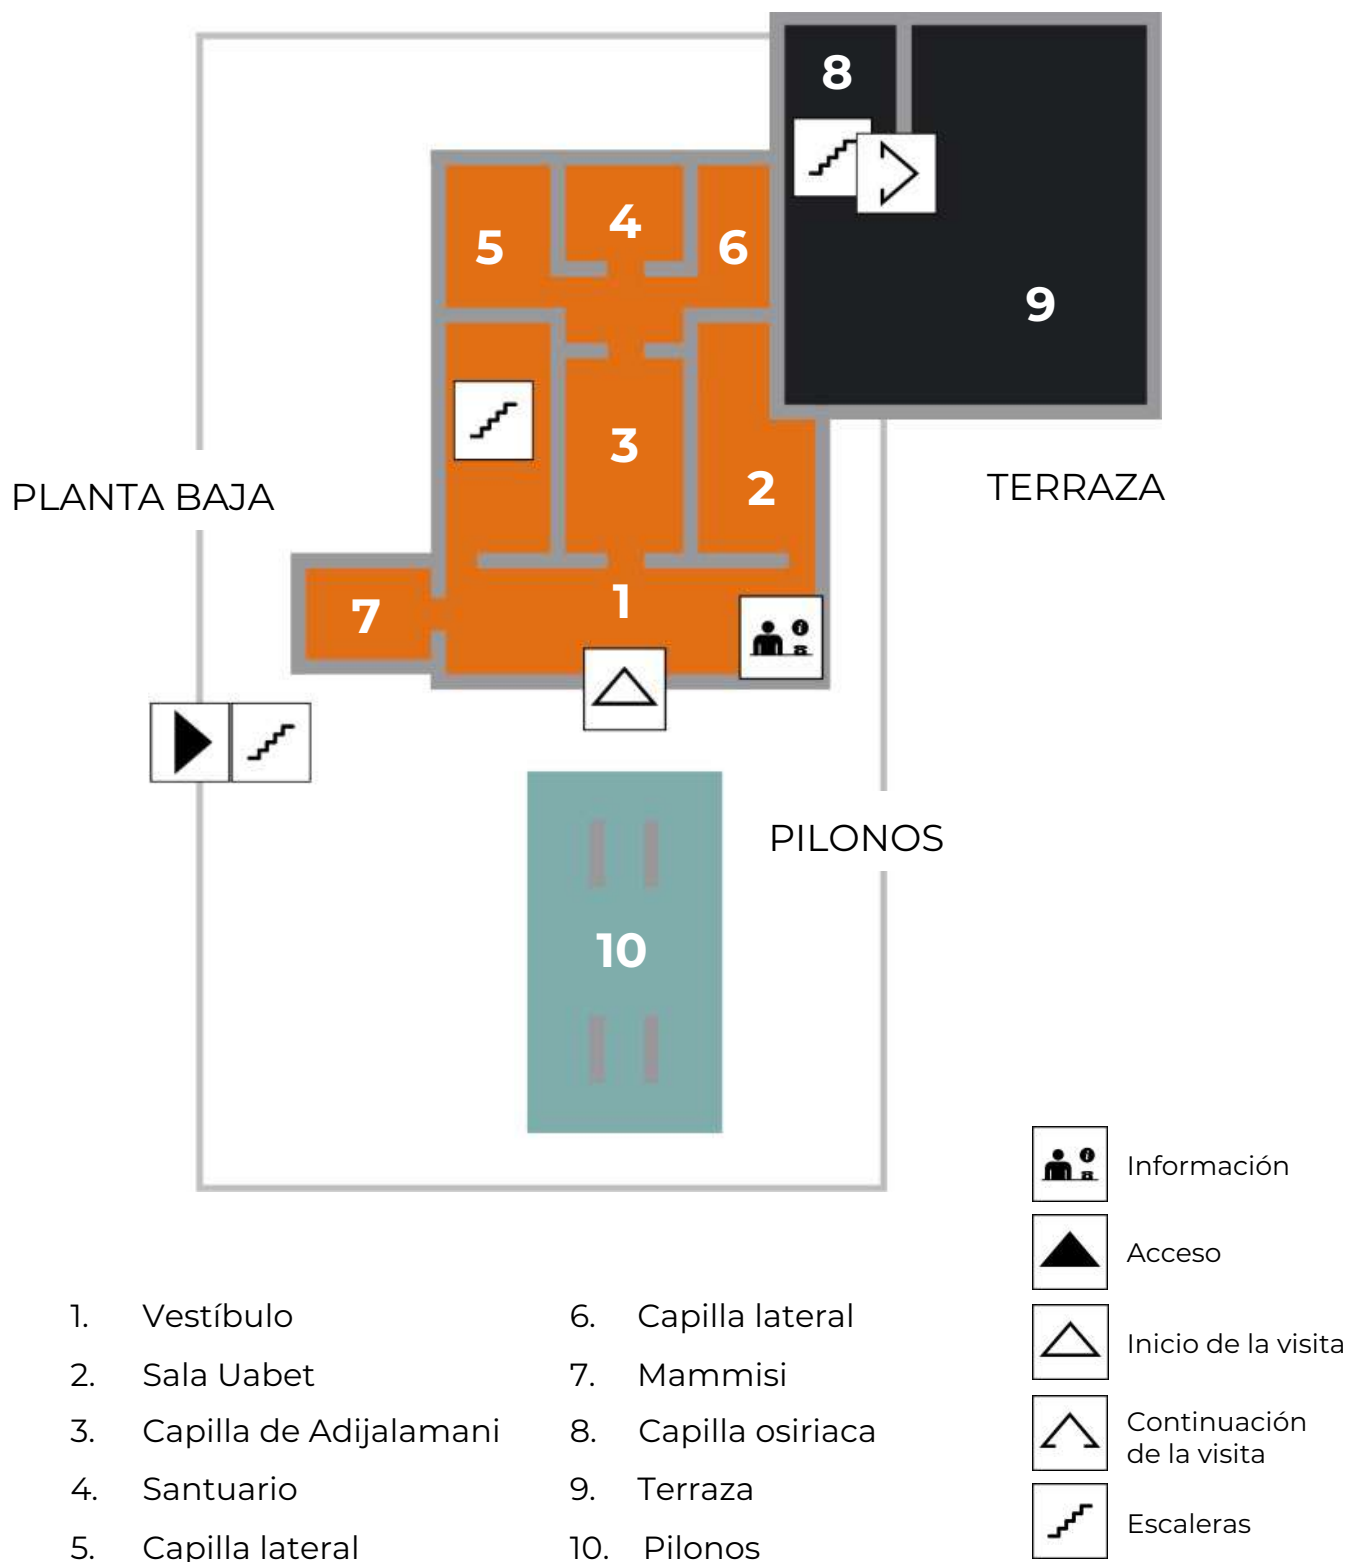 8
4
5
6
9
3
2
PLANTA BAJA
TERRAZA
1
7
PILONOS
10
Información
Acceso
Inicio de la visita
Continuación
de la visita
Escaleras
1. Vestíbulo
2. Sala Uabet
3. Capilla de Adijalamani
4. Santuario
5. Capilla lateral
6. Capilla lateral
7. Mammisi
8. Capilla osiriaca
9. Terraza
10. Pilonos